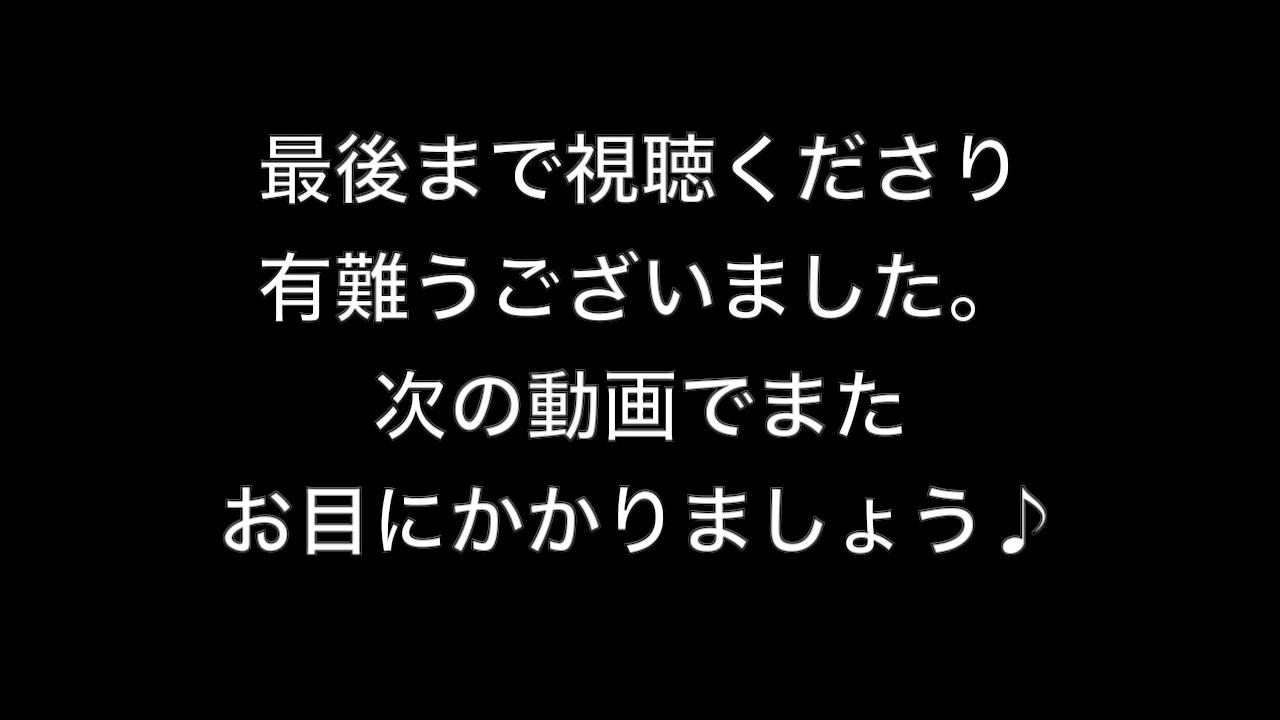 最後まで視聴くださり
有難うございました。
次の動画でまた
お目にかかりましょう♪